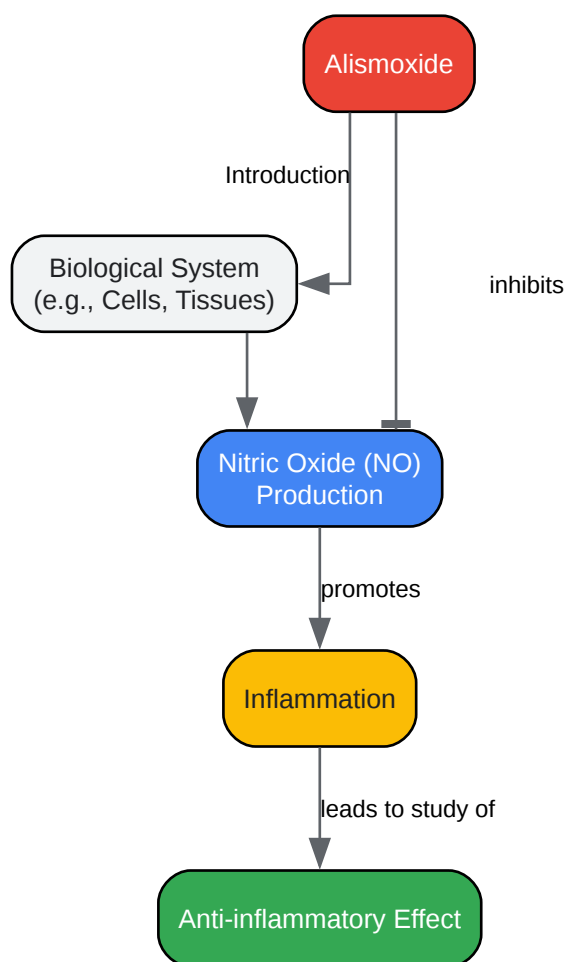 Alismoxide
Introduction
Biological System
(e.g., Cells, Tissues)
inhibits
Nitric Oxide (NO)
Production
promotes
Inflammation
leads to study of
Anti-inflammatory Effect